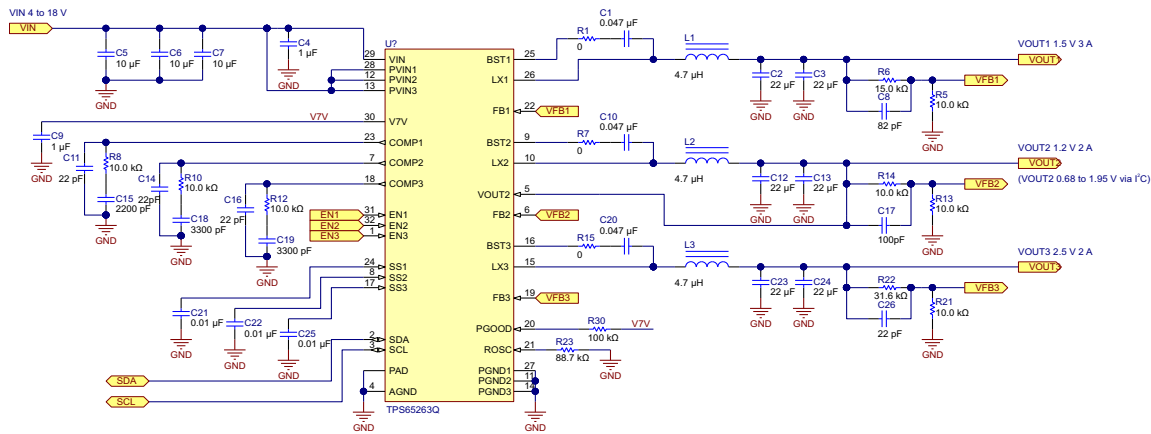 VIN 4 to 18 V
VIN
C5
10 µF
C6
10 µF
C7
10 µF
C4
1 µF
GND
GND
U?
29
VIN
28
PVIN1
12
PVIN2
13
PVIN3
V7V
30
V7V
23
COMP1
7
COMP2
18
COMP3
C9
1 µF
GND
C11
22 pF
R8
10.0 kΩ
C15
2200 pF
GND
C14
22pF
R10
10.0 kΩ
C18
3300 pF
GND
C16
22 pF
R12
10.0 kΩ
C19
3300 pF
GND
EN1
31
EN1
EN2
32
EN2
EN3
1
EN3
24
SS1
8
SS2
17
SS3
C21
0.01 µF
GND
C22
0.01 µF
GND
C25
0.01 µF
GND
2
SDA
3
SCL
SDA
SCL
PAD
4
AGND
GND
TPS65263Q
BST1
25
LX1
26
FB1
22
VFB1
BST2
9
LX2
10
VOUT2
5
FB2
6
VFB2
BST3
16
LX3
15
FB3
19
VFB3
PGOOD
20
R30
100 kΩ
V7V
ROSC
21
R23
88.7 kΩ
GND
PGND1
27
PGND2
11
PGND3
14
GND
R1
0
C1
0.047 µF
L1
4.7 µH
C2
22 µF
GND
C3
22 µF
GND
VOUT1 1.5 V 3 A
VOUT1
R6
15.0 kΩ
C8
82 pF
VFB1
R5
10.0 kΩ
GND
R7
0
C10
0.047 µF
L2
4.7 µH
C12
22 µF
GND
C13
22 µF
GND
VOUT2 1.2 V 2 A
VOUT2
(VOUT2 0.68 to 1.95 V via I²C)
R14
10.0 kΩ
C17
100pF
VFB2
R13
10.0 kΩ
GND
R15
0
C20
0.047 µF
L3
4.7 µH
C23
22 µF
GND
C24
22 µF
GND
VOUT3 2.5 V 2 A
VOUT3
R22
31.6 kΩ
C26
22 pF
VFB3
R21
10.0 kΩ
GND